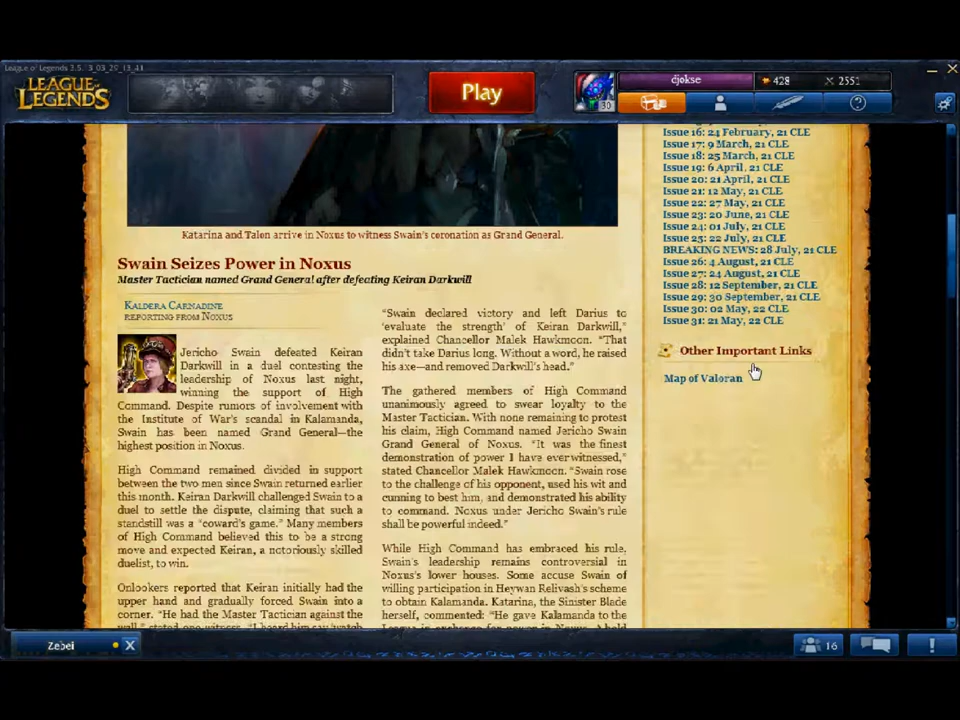 LEAGUE OF LEGENDS
Play
djokse
428
2551
30
Katarina and Talon arrive in Noxus to witness Swain's coronation as Grand General.
Swain Seizes Power in Noxus
Master Tactician named Grand General after defeating Keiran Darkwill
KALDERA CARNADINE
REPORTING FROM NOXUS
Jericho Swain defeated Keiran
Darkwill in a duel contesting the
leadership of Noxus last night,
winning the support of High
Command. Despite rumors of involvement with
the Institute of War's scandal in Kalamanda,
Swain has been named Grand General—the
highest position in Noxus.
High Command remained divided in support
between the two men since Swain returned earlier
this month. Keiran Darkwill challenged Swain to a
duel to settle the dispute, claiming that such a
standstill was a "coward's game." Many members
of High Command believed this to be a strong
move and expected Keiran, a notoriously skilled
duelist, to win.
Onlookers reported that Keiran initially had the
upper hand and gradually forced Swain into a
corner. "He had the Master Tactician against the
"Swain declared victory and left Darius to
'evaluate the strength' of Keiran Darkwill,"
explained Chancellor Malek Hawkmoon. "That
didn't take Darius long. Without a word, he raised
his axe—and removed Darkwill's head."
The gathered members of High Command
unanimously agreed to swear loyalty to the
Master Tactician. With none remaining to protest
his claim, High Command named Jericho Swain
Grand General of Noxus. "It was the finest
demonstration of power I have ever witnessed,"
stated Chancellor Malek Hawkmoon. "Swain rose
to the challenge of his opponent, used his wit and
cunning to best him, and demonstrated his ability
to command. Noxus under Jericho Swain's rule
shall be powerful indeed."
While High Command has embraced his rule,
Swain's leadership remains controversial in
Noxus's lower houses. Some accuse Swain of
willing participation in Heywan Relivash's scheme
to obtain Kalamanda. Katarina, the Sinister Blade
herself, commented: "He gave Kalamanda to the
Issue 16: 24 February, 21 CLE
Issue 17: 9 March, 21 CLE
Issue 18: 25 March, 21 CLE
Issue 19: 6 April, 21 CLE
Issue 20: 21 April, 21 CLE
Issue 21: 12 May, 21 CLE
Issue 22: 27 May, 21 CLE
Issue 23: 20 June, 21 CLE
Issue 24: 01 July, 21 CLE
Issue 25: 22 July, 21 CLE
BREAKING NEWS: 28 July, 21 CLE
Issue 26: 4 August, 21 CLE
Issue 27: 24 August, 21 CLE
Issue 28: 12 September, 21 CLE
Issue 29: 30 September, 21 CLE
Issue 30: 02 May, 22 CLE
Issue 31: 21 May, 22 CLE
Other Important Links
Map of Valoran
Zebei
16